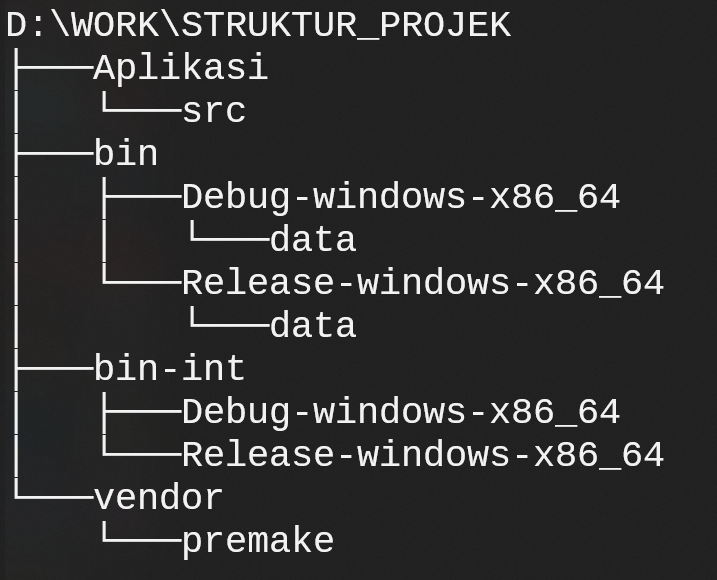 D:\WORK\STRUKTUR_PROJEK
├───Aplikasi
│   └───src
├───bin
│   ├───Debug-windows-x86_64
│   │   └───data
│   └───Release-windows-x86_64
│       └───data
├───bin-int
│   ├───Debug-windows-x86_64
│   └───Release-windows-x86_64
└───vendor
    └───premake